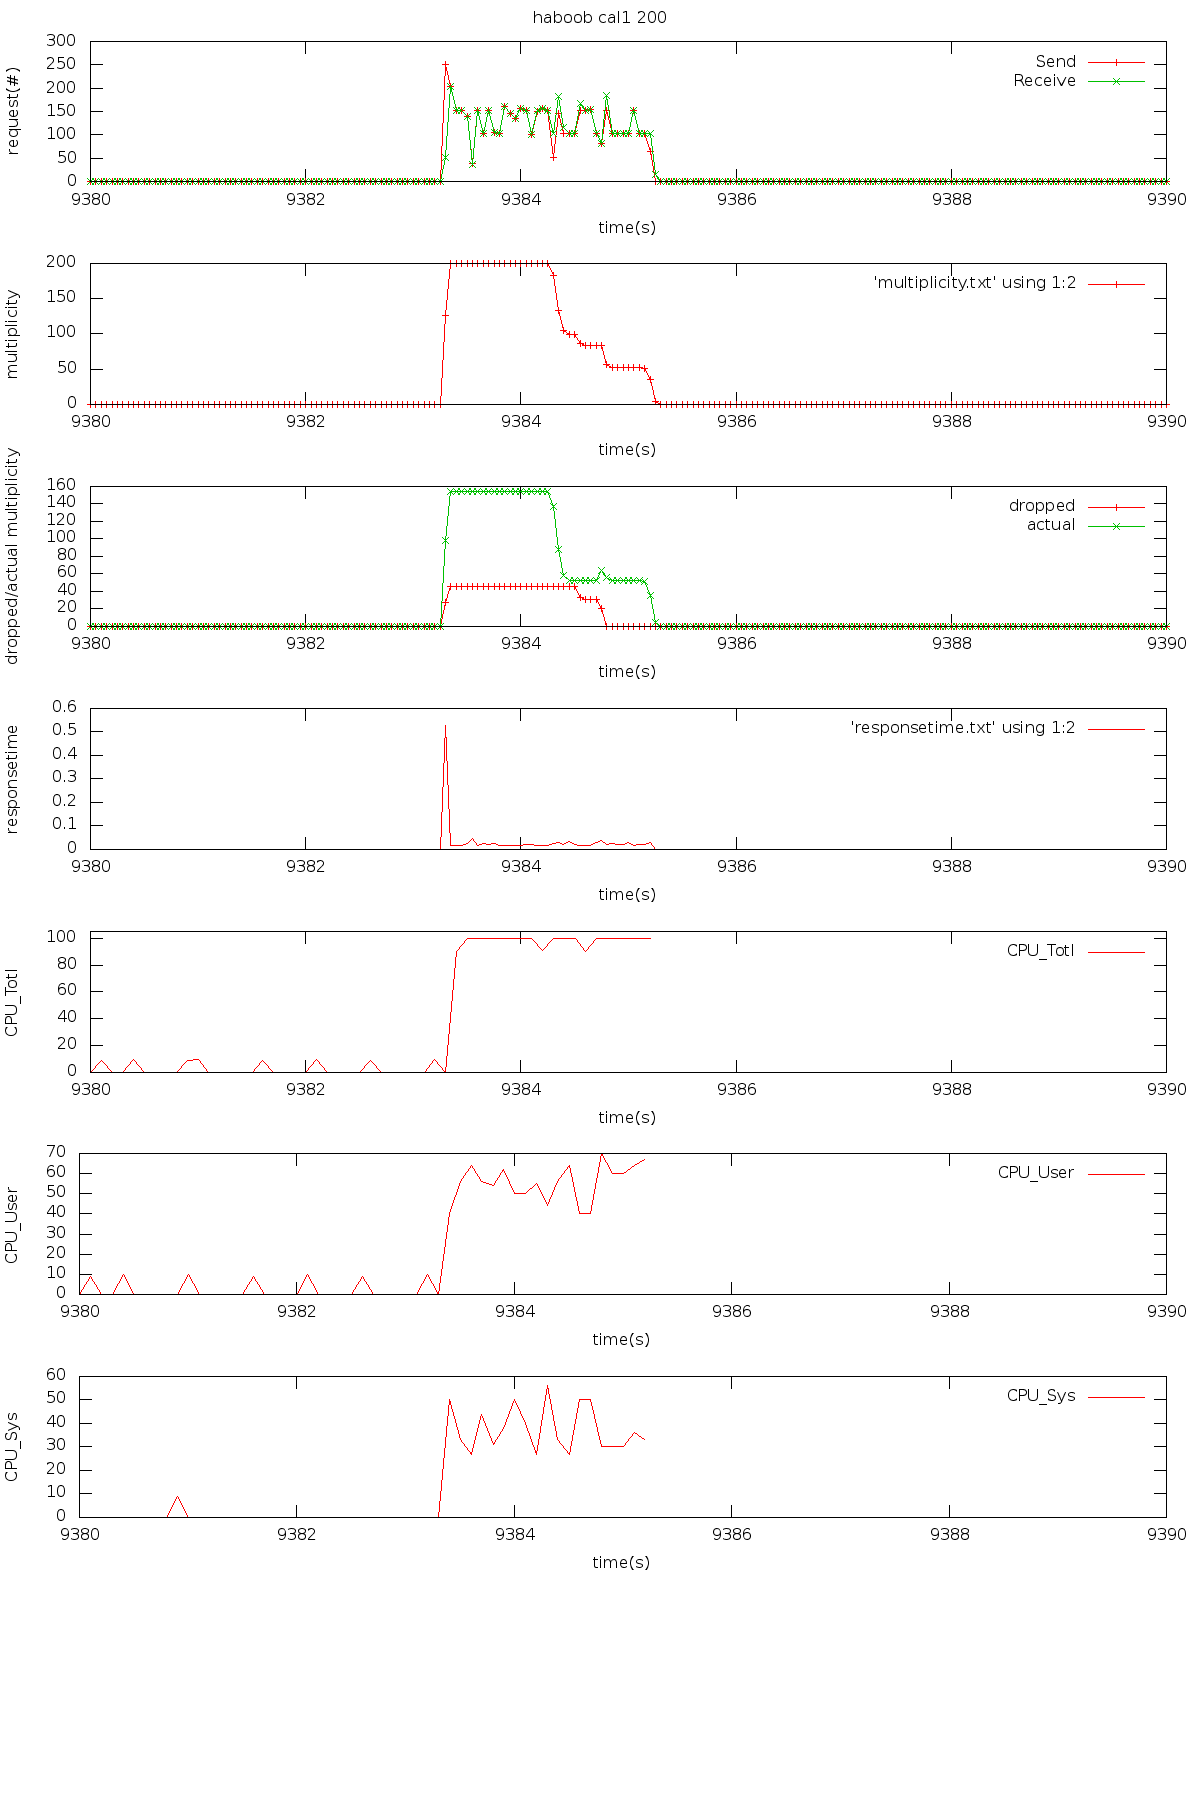 haboob cal1 200
300
250
200
150
100
50
0
request(#)
Send
Receive
9380 9382 9384 9386 9388 9390
time(s)
200
150
100
50
0
multiplicity
'multiplicity.txt' using 1:2
9380 9382 9384 9386 9388 9390
time(s)
160
140
120
100
80
60
40
20
0
dropped/actual multiplicity
dropped
actual
9380 9382 9384 9386 9388 9390
time(s)
0.6
0.5
0.4
0.3
0.2
0.1
0
responsetime
'responsetime.txt' using 1:2
9380 9382 9384 9386 9388 9390
time(s)
100
80
60
40
20
0
CPU_Totl
CPU_Totl
9380 9382 9384 9386 9388 9390
time(s)
70
60
50
40
30
20
10
0
CPU_User
CPU_User
9380 9382 9384 9386 9388 9390
time(s)
60
50
40
30
20
10
0
CPU_Sys
CPU_Sys
9380 9382 9384 9386 9388 9390
time(s)